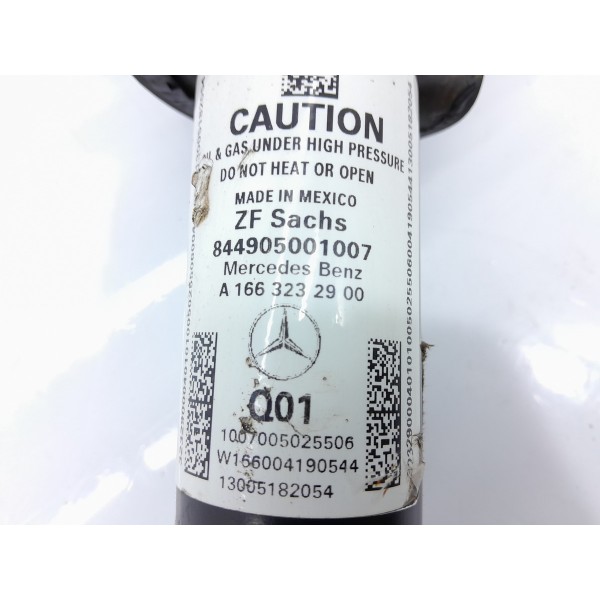 CAUTION
& GAS UNDER HIGH PRESSURE
DO NOT HEAT OR OPEN
MADE IN MEXICO
ZF Sachs
844905001007
Mercedes Benz
A 166 323 29 00
Q01
1007005025506
W166004190544
13005182054